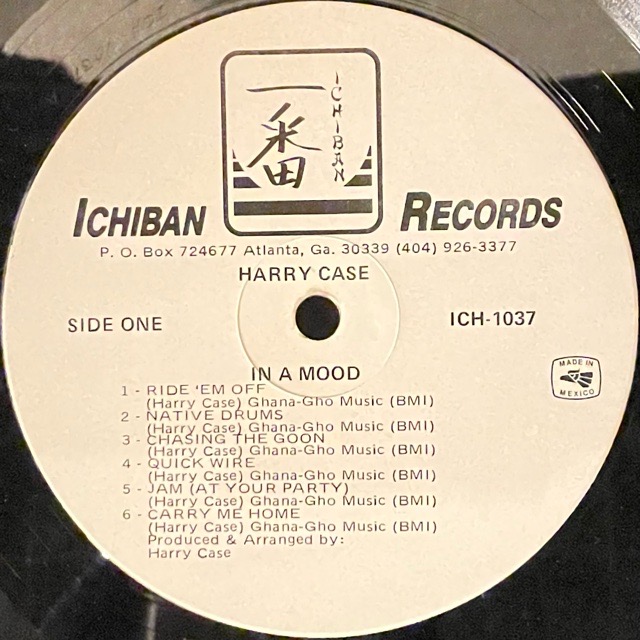 一番
ICHIBAN
ICHIBAN RECORDS
P. O. Box 724677 Atlanta, Ga. 30339 (404) 926-3377
HARRY CASE
SIDE ONE
ICH-1037
IN A MOOD
MADE IN
MEXICO
1 - RIDE 'EM OFF
(Harry Case) Ghana-Gho Music (BMI)
2 - NATIVE DRUMS
(Harry Case) Ghana-Gho Music (BMI)
3 - CHASING THE GOON
(Harry Case) Ghana-Gho Music (BMI)
4 - QUICK WIRE
(Harry Case) Ghana-Gho Music (BMI)
5 - JAM (AT YOUR PARTY)
(Harry Case) Ghana-Gho Music (BMI)
6 - CARRY ME HOME
(Harry Case) Ghana-Gho Music (BMI)
Produced & Arranged by:
Harry Case